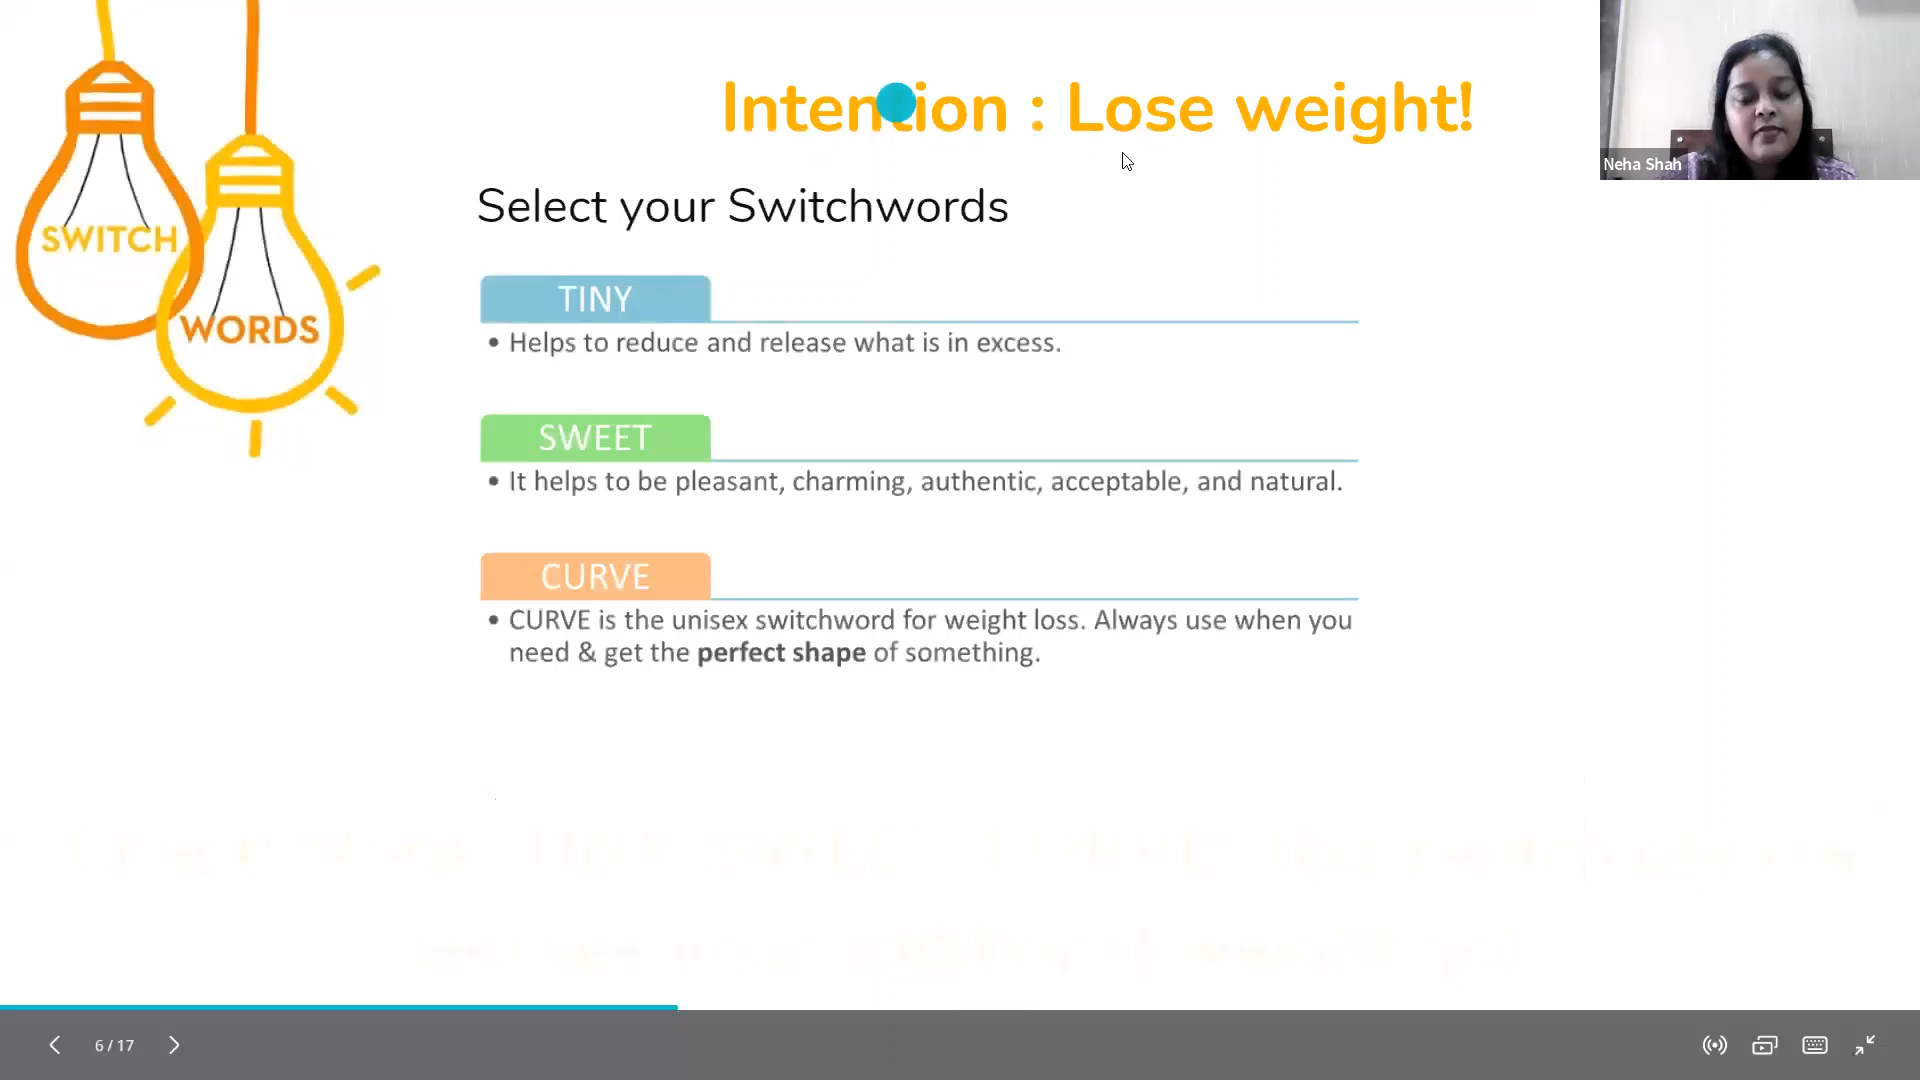 SWITCH
WORDS
Intention : Lose weight!
Neha Shah
Select your Switchwords
TINY
• Helps to reduce and release what is in excess.
SWEET
• It helps to be pleasant, charming, authentic, acceptable, and natural.
CURVE
• CURVE is the unisex switchword for weight loss. Always use when you
need & get the perfect shape of something.
6 / 17